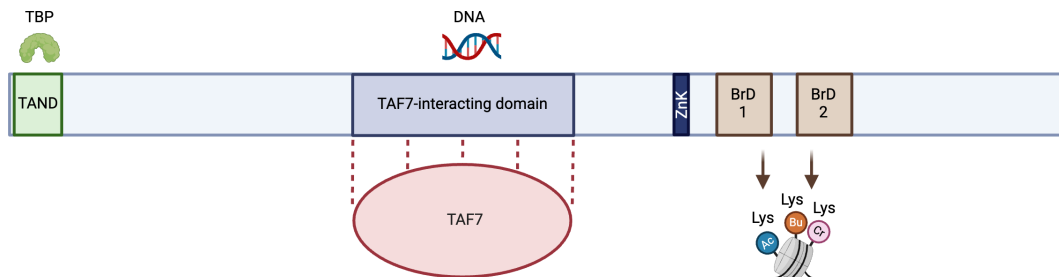 TBP
DNA
TAND
TAF7-interacting domain
ZnK
BrD
1
BrD
2
TAF7
Lys
Lys
Lys
Ac
Bu
Cr